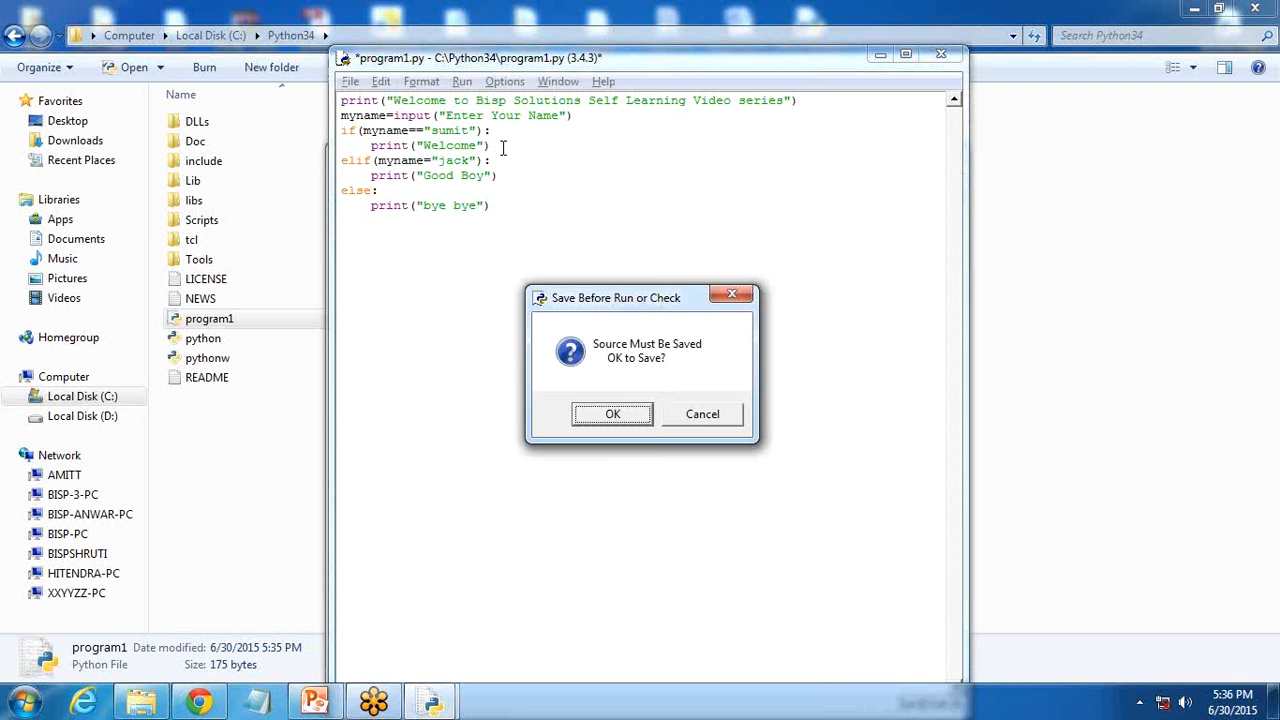 Computer
Local Disk (C:)
Python34
Search Python34
Organize
Open
New folder
*program1.py - C:\Python34\program1.py (3.4.3)*
File Edit Format Run Options Window Help
Favorites
Desktop
Downloads
Recent Places
Libraries
Apps
Documents
Music
Pictures
Videos
Homegroup
Computer
Local Disk (C:)
Local Disk (D:)
Network
AMITT
BISP-3-PC
BISP-ANWAR-PC
BISP-PC
BISPSHRUTI
HITENDRA-PC
XXYYZZ-PC
Name
DLLs
Doc
include
Lib
libs
Scripts
tcl
Tools
LICENSE
NEWS
program1
python
pythonw
README
print("Welcome to Bisp Solutions Self Learning Video series")
myname=input("Enter Your Name")
if(myname=="sumit"):
print("Welcome")
elif(myname="jack"):
print("Good Boy")
else:
print("bye bye")
Save Before Run or Check
Source Must Be Saved
OK to Save?
OK
Cancel
program1 Date modified: 6/30/2015 5:35 PM
Python File Size: 175 bytes
5:36 PM
6/30/2015